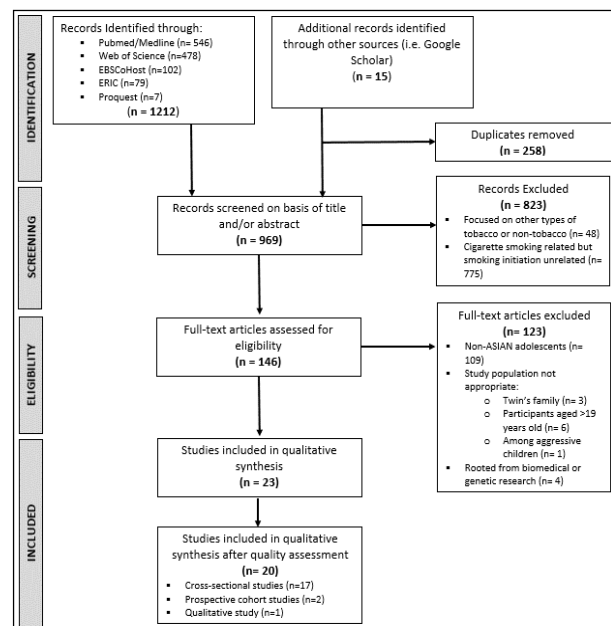 IDENTIFICATION
Records Identified through:
▪ Pubmed/Medline (n= 546)
▪ Web of Science (n=478)
▪ EBSCoHost (n=102)
▪ ERIC (n=79)
▪ Proquest (n=7)
(n = 1212)
Additional records identified
through other sources (i.e. Google
Scholar)
(n = 15)
Duplicates removed
(n = 258)
SCREENING
Records screened on basis of title
and/or abstract
(n = 969)
Records Excluded
(n = 823)
▪ Focused on other types of
tobacco or non-tobacco (n= 48)
▪ Cigarette smoking related but
smoking initiation unrelated (n=
775)
ELIGIBILITY
Full-text articles assessed for
eligibility
(n = 146)
Full-text articles excluded
(n= 123)
▪ Non-ASIAN adolescents (n=
109)
▪ Study population not
appropriate:
o Twin's family (n= 3)
o Participants aged >19
years old (n= 6)
o Among aggressive
children (n= 1)
▪ Rooted from biomedical or
genetic research (n= 4)
INCLUDED
Studies included in qualitative
synthesis
(n = 23)
Studies included in qualitative
synthesis after quality assessment
(n= 20)
▪ Cross-sectional studies (n=17)
▪ Prospective cohort studies (n=2)
▪ Qualitative study (n=1)